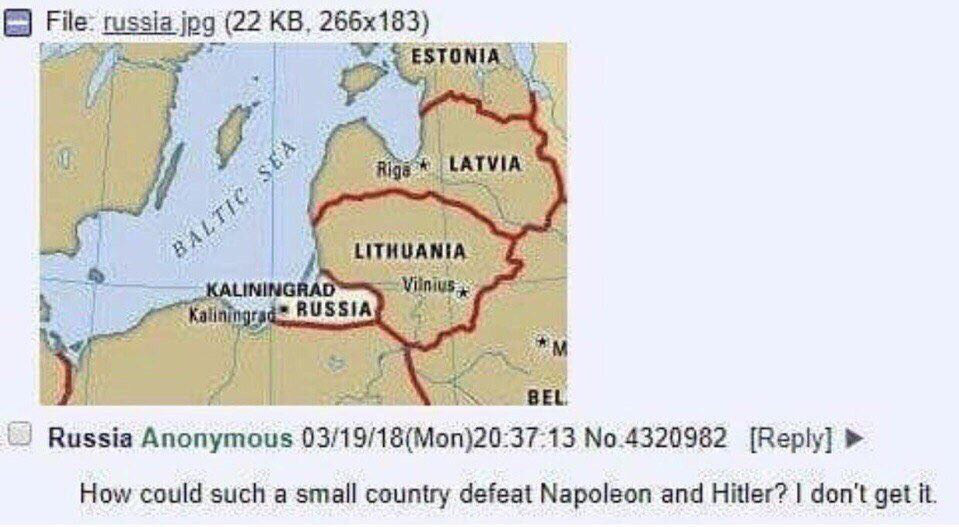 File: russia.jpg (22 KB, 266x183)
ESTONIA
Riga LATVIA
BALTIC SEA
LITHUANIA
Vilnius
KALININGRAD
Kaliningrad RUSSIA
M
BEL
Russia Anonymous 03/19/18(Mon)20:37:13 No.4320982 [Reply] ▶
How could such a small country defeat Napoleon and Hitler? I don't get it.